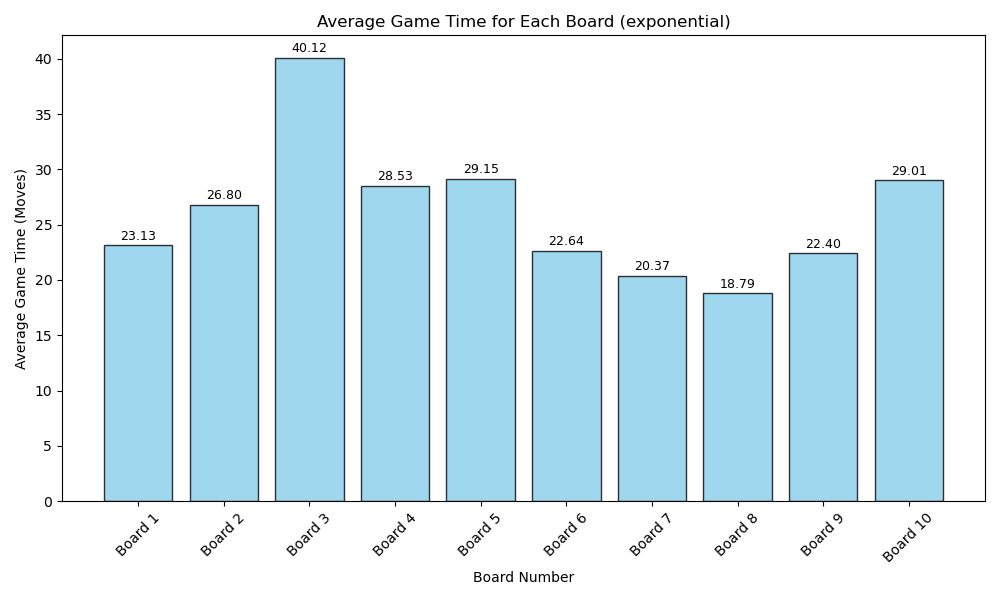 Average Game Time for Each Board (exponential)
Average Game Time (Moves)
40
35
30
25
20
15
10
5
0
23.13
26.80
40.12
28.53
29.15
22.64
20.37
18.79
22.40
29.01
Board 1
Board 2
Board 3
Board 4
Board 5
Board 6
Board 7
Board 8
Board 9
Board 10
Board Number